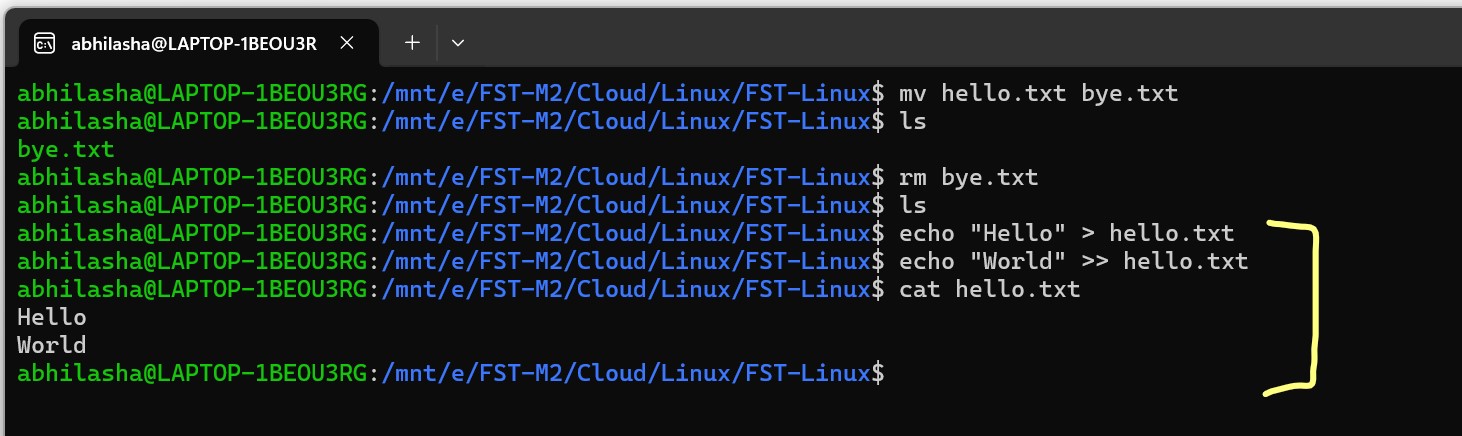 abhilasha@LAPTOP-1BEOU3R
abhilasha@LAPTOP-1BEOU3RG:/mnt/e/FST-M2/Cloud/Linux/FST-Linux$ mv hello.txt bye.txt
abhilasha@LAPTOP-1BEOU3RG:/mnt/e/FST-M2/Cloud/Linux/FST-Linux$ ls
bye.txt
abhilasha@LAPTOP-1BEOU3RG:/mnt/e/FST-M2/Cloud/Linux/FST-Linux$ rm bye.txt
abhilasha@LAPTOP-1BEOU3RG:/mnt/e/FST-M2/Cloud/Linux/FST-Linux$ ls
abhilasha@LAPTOP-1BEOU3RG:/mnt/e/FST-M2/Cloud/Linux/FST-Linux$ echo "Hello" > hello.txt
abhilasha@LAPTOP-1BEOU3RG:/mnt/e/FST-M2/Cloud/Linux/FST-Linux$ echo "World" >> hello.txt
abhilasha@LAPTOP-1BEOU3RG:/mnt/e/FST-M2/Cloud/Linux/FST-Linux$ cat hello.txt
Hello
World
abhilasha@LAPTOP-1BEOU3RG:/mnt/e/FST-M2/Cloud/Linux/FST-Linux$